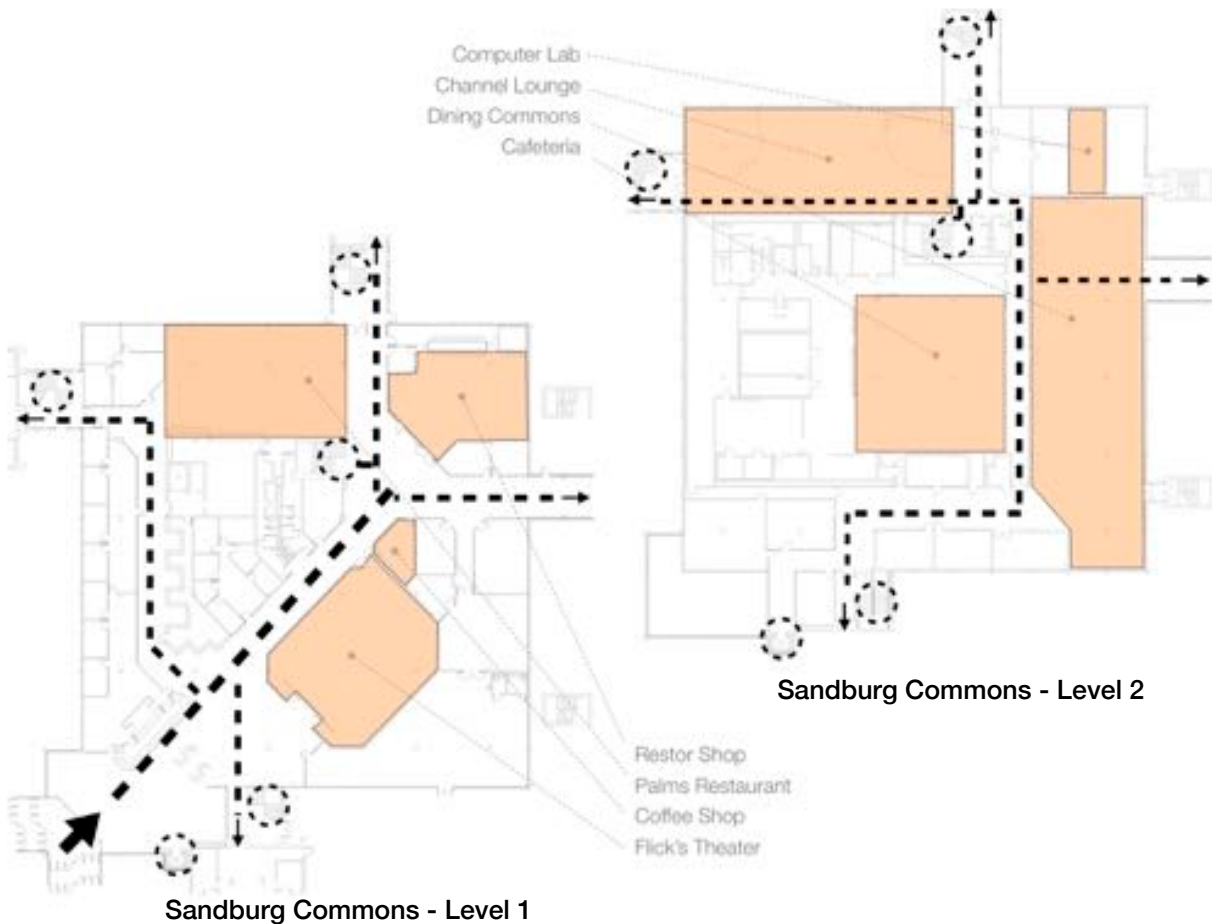 Computer Lab
Channel Lounge
Dining Commons
Cafeteria
Sandburg Commons - Level 2
Restor Shop
Palms Restaurant
Coffee Shop
Flick's Theater
Sandburg Commons - Level 1